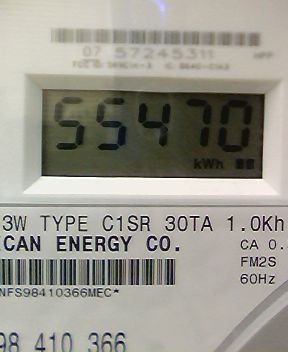 07 57245311
55470
kWh
3W TYPE C1SR 30TA 1.0Kh
CAN ENERGY CO.
CA 0.
FM2S
60Hz
NFS98410366MEC*
98 410 366